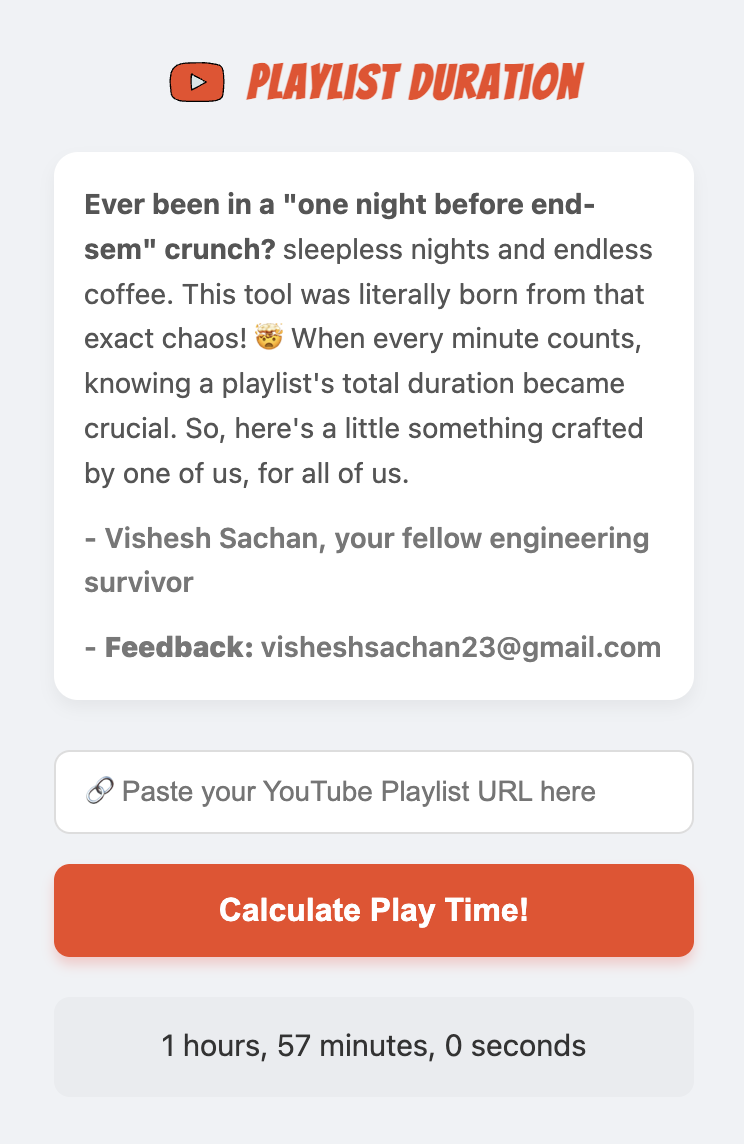 PLAYLIST DURATION
Ever been in a "one night before end-
sem" crunch? sleepless nights and endless
coffee. This tool was literally born from that
exact chaos! 🤯 When every minute counts,
knowing a playlist's total duration became
crucial. So, here's a little something crafted
by one of us, for all of us.
- Vishesh Sachan, your fellow engineering
survivor
- Feedback: visheshsachan23@gmail.com
🔗 Paste your YouTube Playlist URL here
Calculate Play Time!
1 hours, 57 minutes, 0 seconds